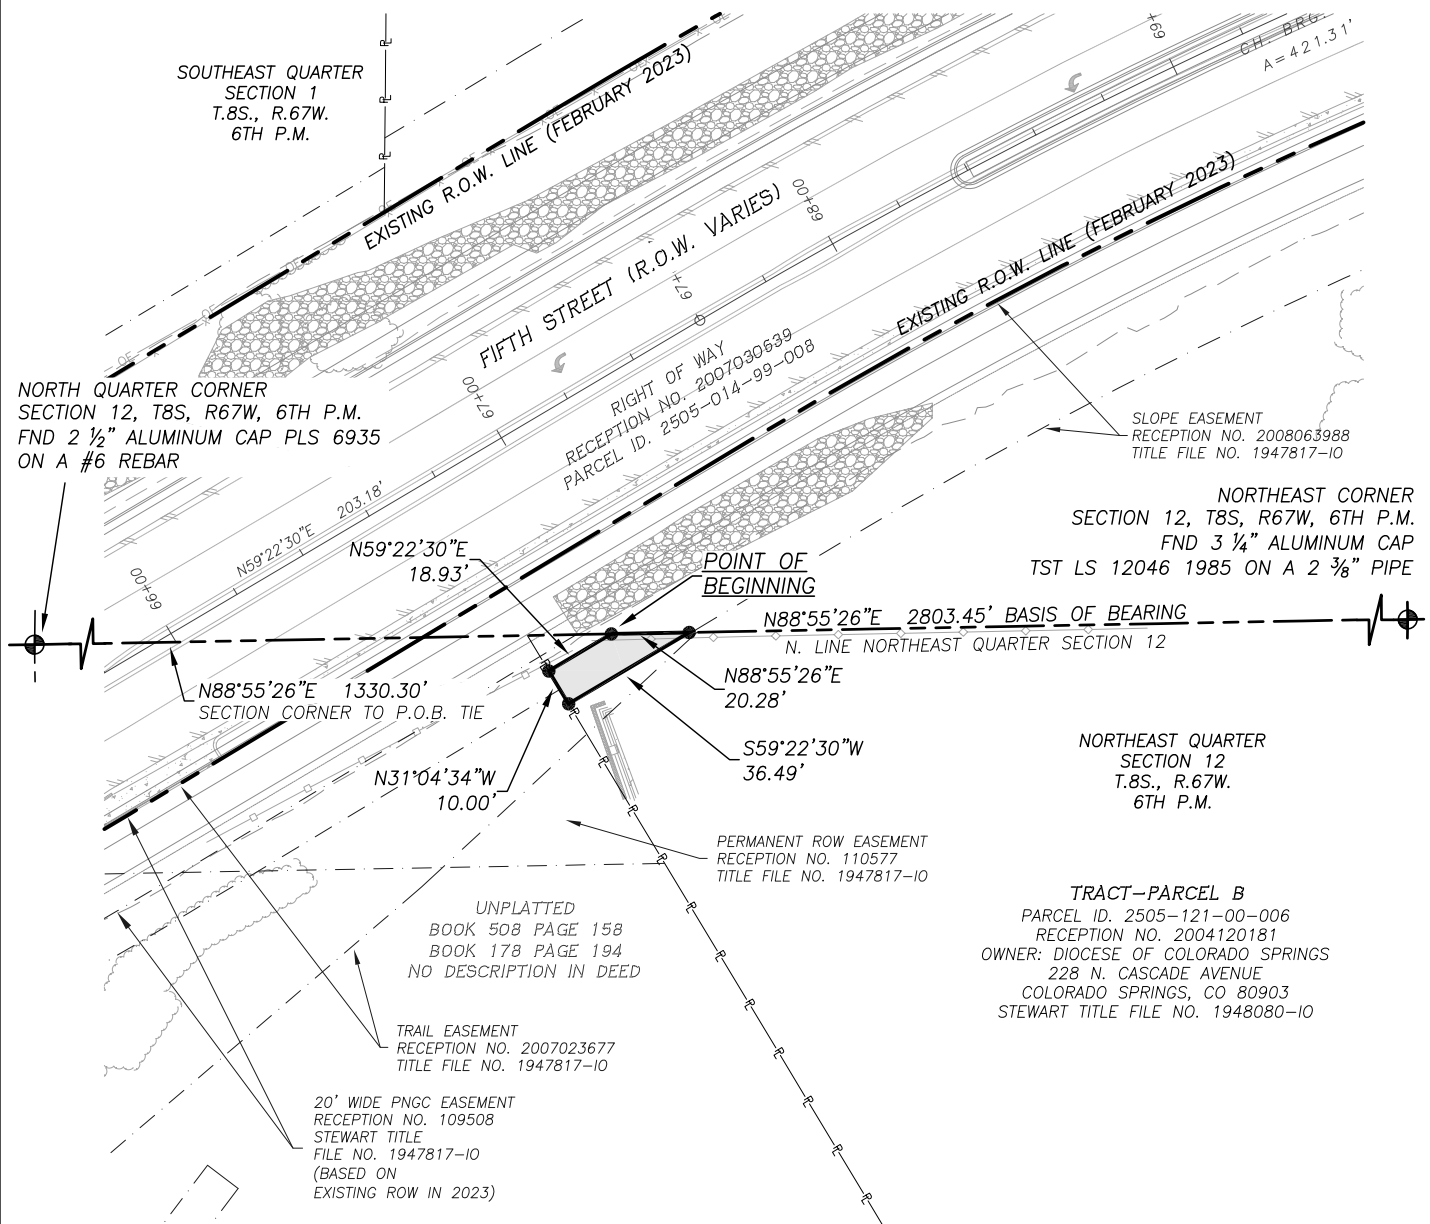 SOUTHEAST QUARTER
SECTION 1
T.8S., R.67W.
6TH P.M.
EXISTING R.O.W. LINE (FEBRUARY 2023)
69+
CH. BRG.
A=421.31'
68+00
FIFTH STREET (R.O.W. VARIES)
67+
EXISTING R.O.W. LINE (FEBRUARY 2023)
RIGHT OF WAY
RECEPTION NO. 2007030639
PARCEL ID. 2505-014-99-008
67+00
NORTH QUARTER CORNER
SECTION 12, T8S, R67W, 6TH P.M.
FND 2 ½" ALUMINUM CAP PLS 6935
ON A #6 REBAR
SLOPE EASEMENT
RECEPTION NO. 2008063988
TITLE FILE NO. 1947817-IO
NORTHEAST CORNER
SECTION 12, T8S, R67W, 6TH P.M.
FND 3 ¼" ALUMINUM CAP
TST LS 12046 1985 ON A 2 ⅜" PIPE
N59°22'30"E 203.18'
66+00
N59°22'30"E
18.93'
POINT OF
BEGINNING
N88°55'26"E 2803.45' BASIS OF BEARING
N. LINE NORTHEAST QUARTER SECTION 12
N88°55'26"E 1330.30'
SECTION CORNER TO P.O.B. TIE
N88°55'26"E
20.28'
S59°22'30"W
36.49'
N31°04'34"W
10.00'
NORTHEAST QUARTER
SECTION 12
T.8S., R.67W.
6TH P.M.
PERMANENT ROW EASEMENT
RECEPTION NO. 110577
TITLE FILE NO. 1947817-IO
UNPLATTED
BOOK 508 PAGE 158
BOOK 178 PAGE 194
NO DESCRIPTION IN DEED
TRACT-PARCEL B
PARCEL ID. 2505-121-00-006
RECEPTION NO. 2004120181
OWNER: DIOCESE OF COLORADO SPRINGS
228 N. CASCADE AVENUE
COLORADO SPRINGS, CO 80903
STEWART TITLE FILE NO. 1948080-IO
TRAIL EASEMENT
RECEPTION NO. 2007023677
TITLE FILE NO. 1947817-IO
20' WIDE PNGC EASEMENT
RECEPTION NO. 109508
STEWART TITLE
FILE NO. 1947817-IO
(BASED ON
EXISTING ROW IN 2023)